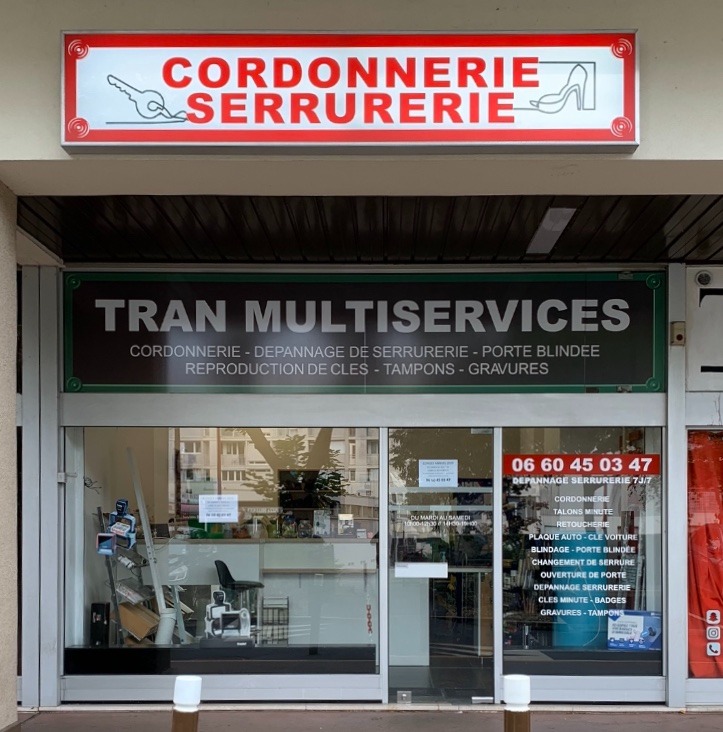 CORDONNERIE
SERRURERIE
TRAN MULTISERVICES
CORDONNERIE - DEPANNAGE DE SERRURERIE - PORTE BLINDEE
REPRODUCTION DE CLES - TAMPONS - GRAVURES
DU MARDI AU SAMEDI
06 60 45 03 47
DEPANNAGE SERRURERIE 7J/7
CORDONNERIE
TALONS MINUTE
RETOUCHERIE
PLAQUE AUTO - CLE VOITURE
BLINDAGE - PORTE BLINDÉE
CHANGEMENT DE SERRURE
OUVERTURE DE PORTE
DEPANNAGE SERRURERIE
CLES MINUTE - BADGES
GRAVURES - TAMPONS